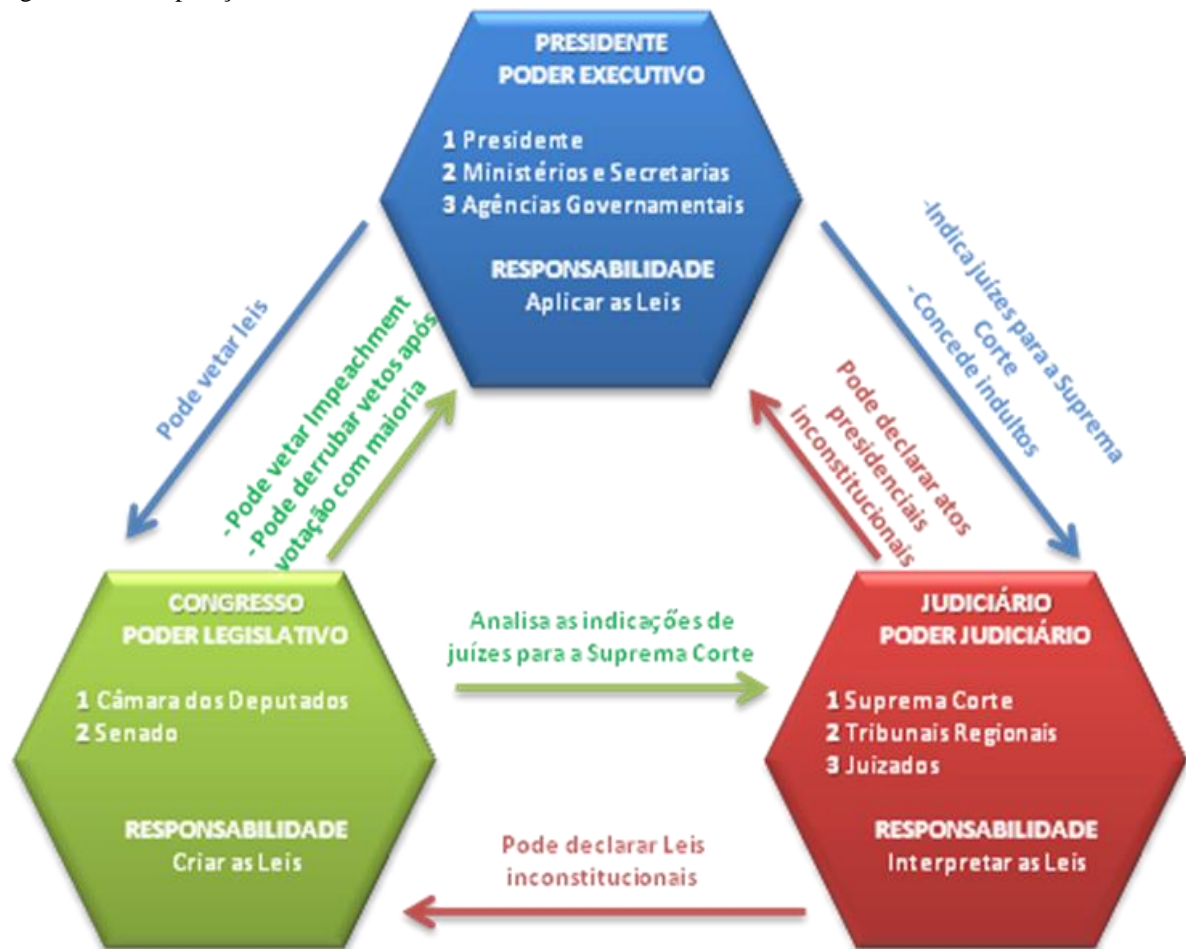 PRESIDENTE
PODER EXECUTIVO
1 Presidente
2 Ministérios e Secretarias
3 Agências Governamentais
RESPONSABILIDADE
Aplicar as Leis
Pode vetar leis
- Pode vetar Impeachment
- Pode derrubar vetos após
votação com maioria
-Indica juízes para a Suprema
Corte
- Concede indultos
Pode declarar atos
presidenciais
inconstitucionais
CONGRESSO
PODER LEGISLATIVO
1 Câmara dos Deputados
2 Senado
RESPONSABILIDADE
Criar as Leis
Analisa as indicações de
juízes para a Suprema Corte
JUDICIÁRIO
PODER JUDICIÁRIO
1 Suprema Corte
2 Tribunais Regionais
3 Juizados
RESPONSABILIDADE
Interpretar as Leis
Pode declarar Leis
inconstitucionais